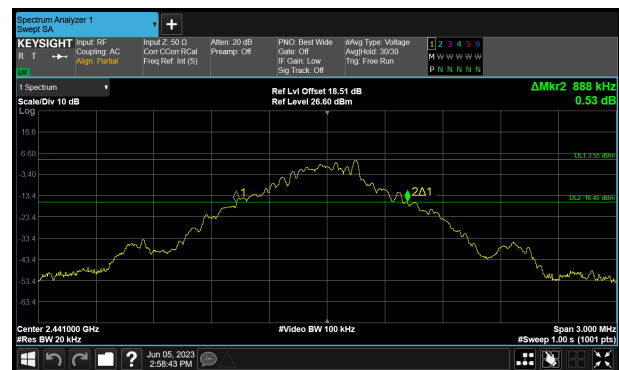 Spectrum Analyzer 1
Swept SA
+
KEYSIGHT
R T
LXI
Input: RF
Coupling: AC
Align: Partial
Input Z: 50 Ω
Corr CCorr RCal
Freq Ref: Int (S)
Atten: 20 dB
Preamp: Off
PNO: Best Wide
Gate: Off
IF Gain: Low
Sig Track: Off
#Avg Type: Voltage
Avg|Hold: 30/30
Trig: Free Run
1 2 3 4 5 6
M W W W W W
P N N N N N
1 Spectrum
Scale/Div 10 dB
Ref Lvl Offset 18.51 dB
Ref Level 26.60 dBm
ΔMkr2 888 kHz
0.53 dB
Log
16.6
6.60
DL1 3.55 dBm
-3.40
-13.4
1
2Δ1
DL2 -16.45 dBm
-23.4
-33.4
-43.4
-53.4
-63.4
Center 2.441000 GHz
#Video BW 100 kHz
Span 3.000 MHz
#Res BW 20 kHz
#Sweep 1.00 s (1001 pts)
?
Jun 05, 2023
2:58:43 PM